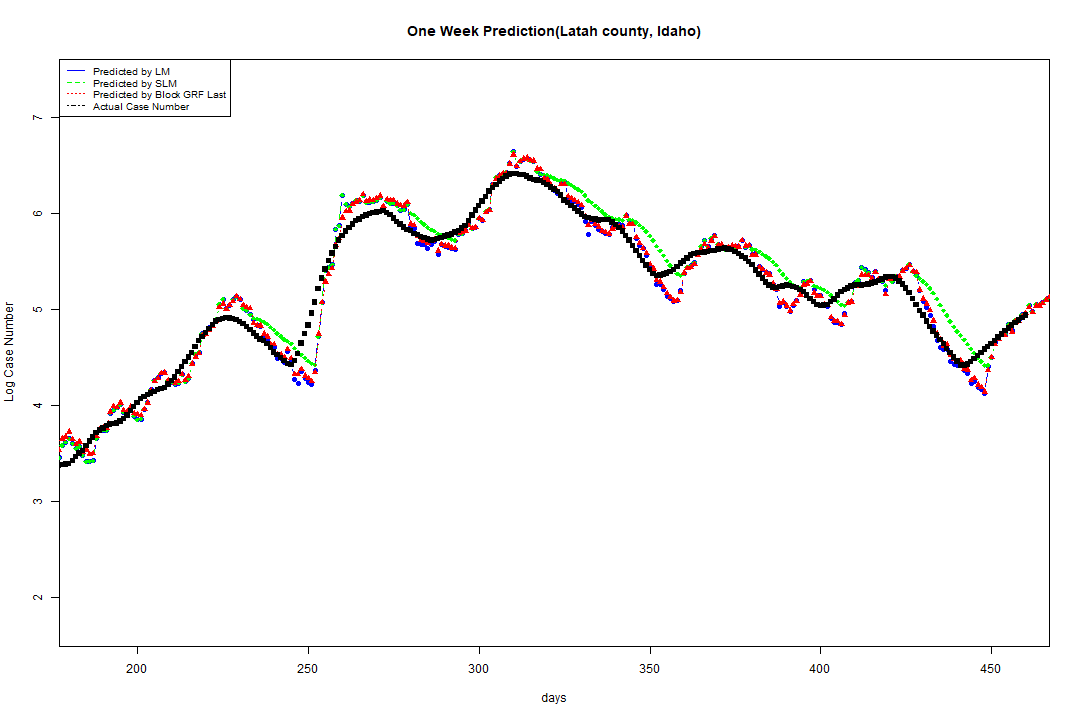 One Week Prediction(Latah county, Idaho)
Predicted by LM
Predicted by SLM
Predicted by Block GRF Last
Actual Case Number
7
6
5
4
3
2
Log Case Number
200 250 300 350 400 450
days